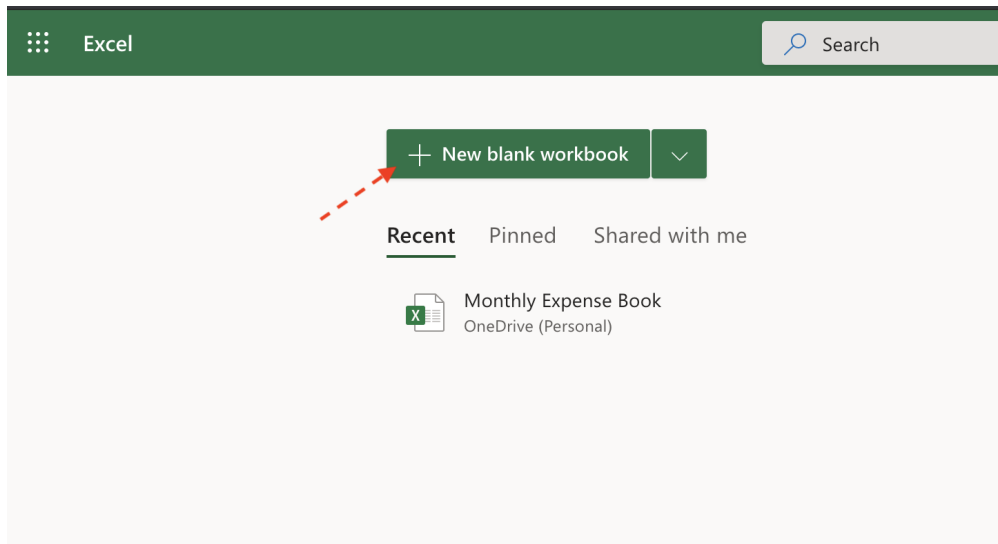 Excel
Search
New blank workbook
Recent Pinned Shared with me
X
Monthly Expense Book
OneDrive (Personal)